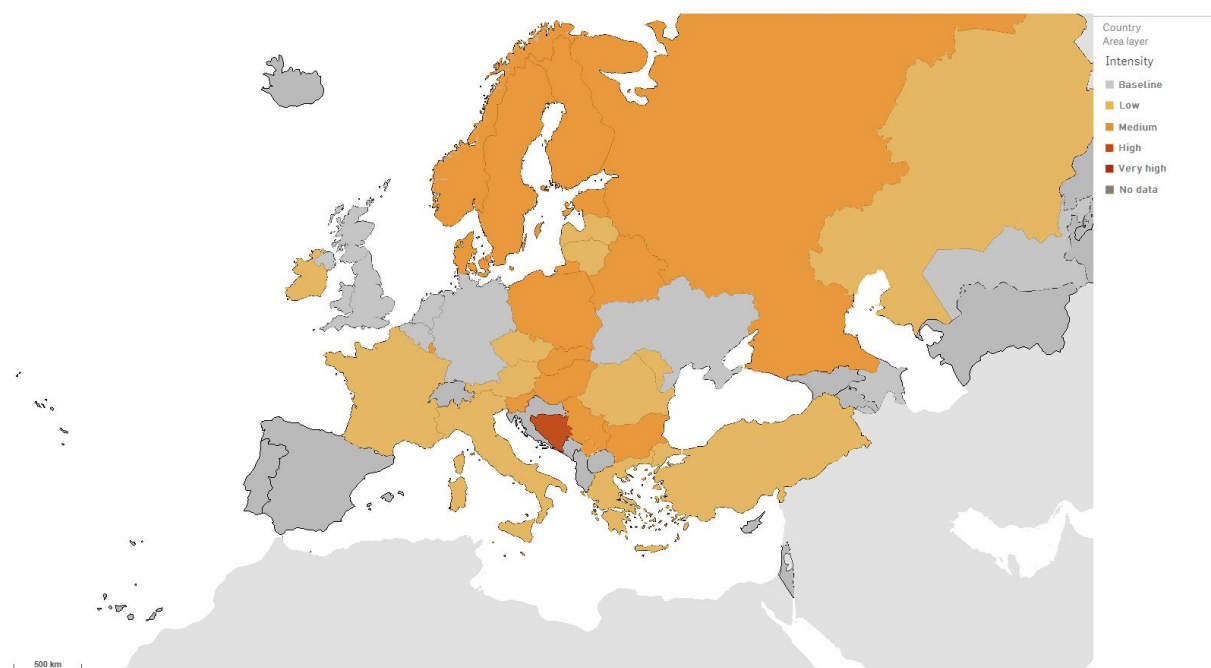 Country
Area layer
Intensity
Baseline
Low
Medium
High
Very high
No data
500 km